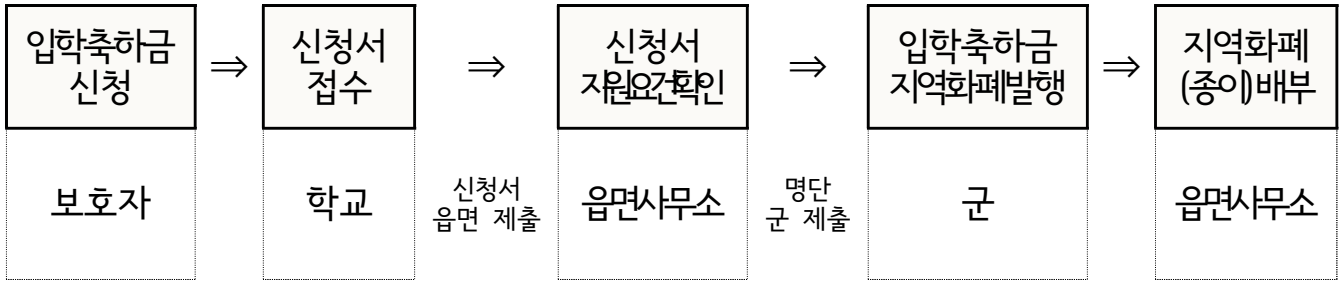 입학축하금
신청
⇒
신청서
접수
⇒
신청서
지원요건확인
⇒
입학축하금
지역화폐발행
⇒
지역화폐
(종이)배부
보호자
학교
신청서
읍면 제출
읍면사무소
명단
군 제출
군
읍면사무소